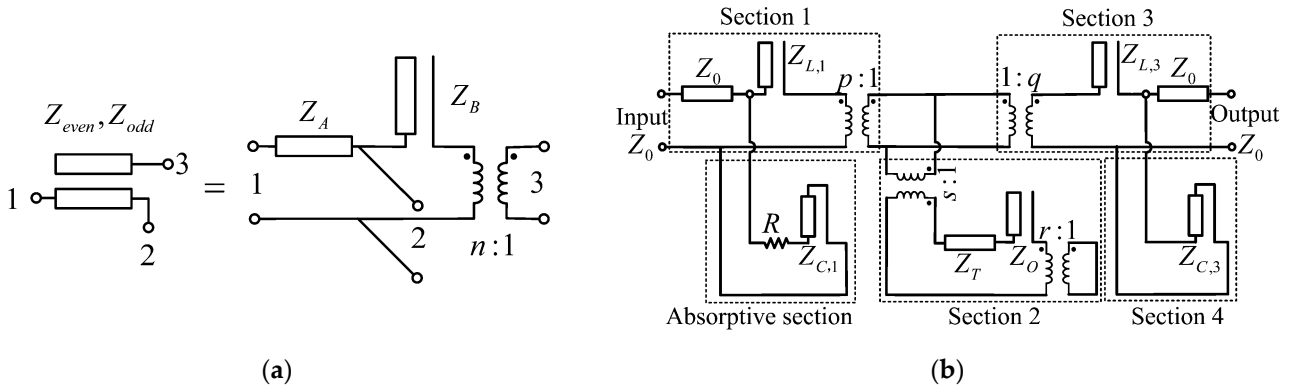 Z_even, Z_odd
3
1
2
=
Z_A
Z_B
1
2
3
n:1
(a)
Section 1
Section 3
Z_0
Z_L,1
p:1
1:q
Z_L,3
Z_0
Input
Output
Z_0
Z_0
s:1
R
Z_C,1
Z_T
Z_O
r:1
Z_C,3
Absorptive section
Section 2
Section 4
(b)